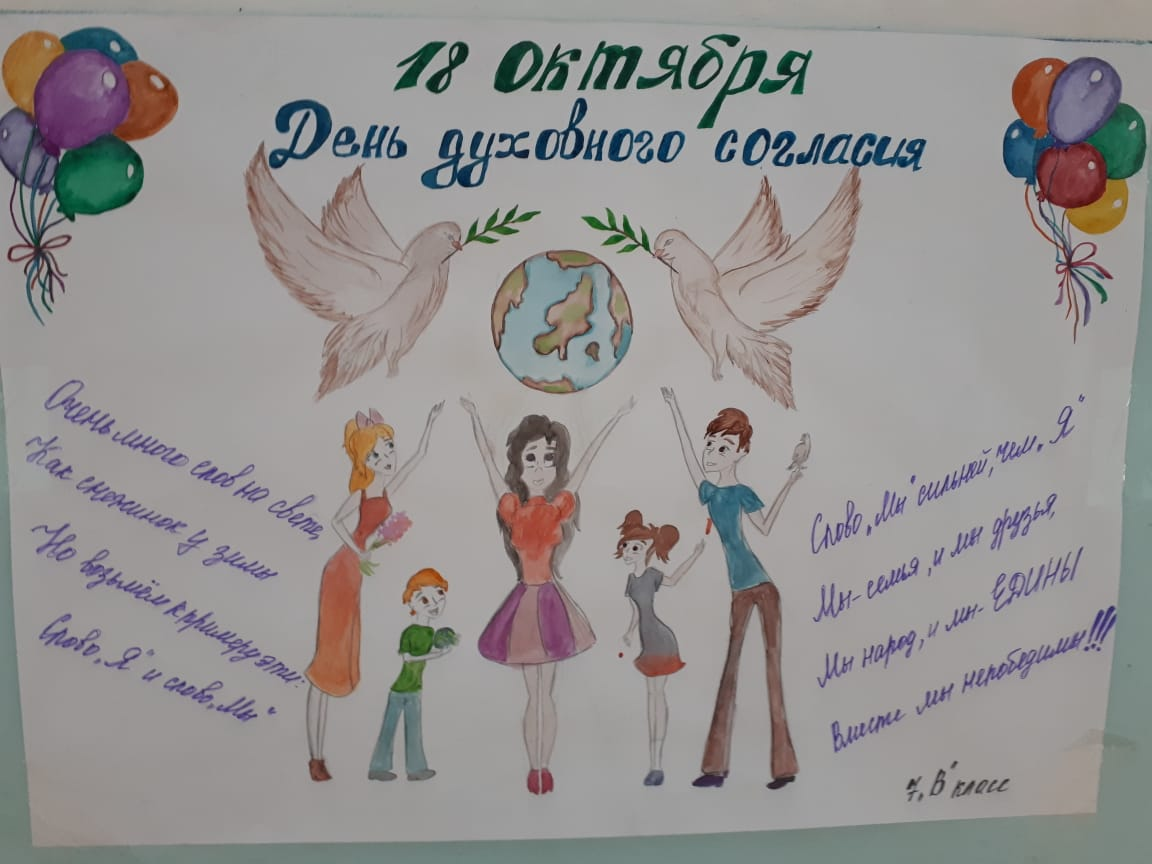 18 октября
День духовного согласия
Очень много слов на свете,
Как снежинок у зимы
Но возьмём к примеру эти:
Слово „Я" и слово „Мы"
Слово „Мы" сильней, чем „Я"
Мы-семья, и мы друзья,
Мы народ, и мы- ЕДИНЫ
Вместе мы непобедимы!!!
7„В" класс